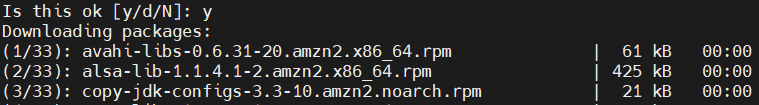 Is this ok [y/d/N]: y
Downloading packages:
(1/33): avahi-libs-0.6.31-20.amzn2.x86_64.rpm | 61 kB 00:00
(2/33): alsa-lib-1.1.4.1-2.amzn2.x86_64.rpm | 425 kB 00:00
(3/33): copy-jdk-configs-3.3-10.amzn2.noarch.rpm | 21 kB 00:00